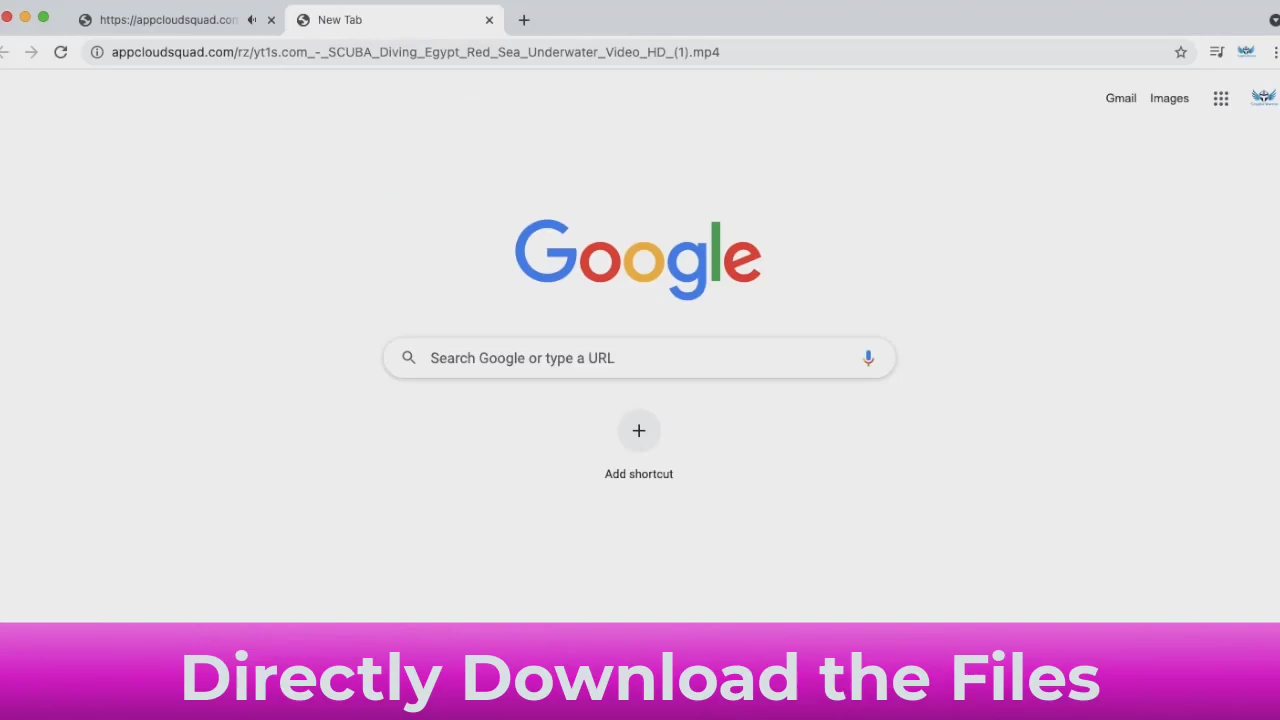 https://appcloudsquad.con
New Tab
appcloudsquad.com/rz/yt1s.com_-_SCUBA_Diving_Egypt_Red_Sea_Underwater_Video_HD_(1).mp4
Gmail Images
Google
Search Google or type a URL
Add shortcut
Directly Download the Files